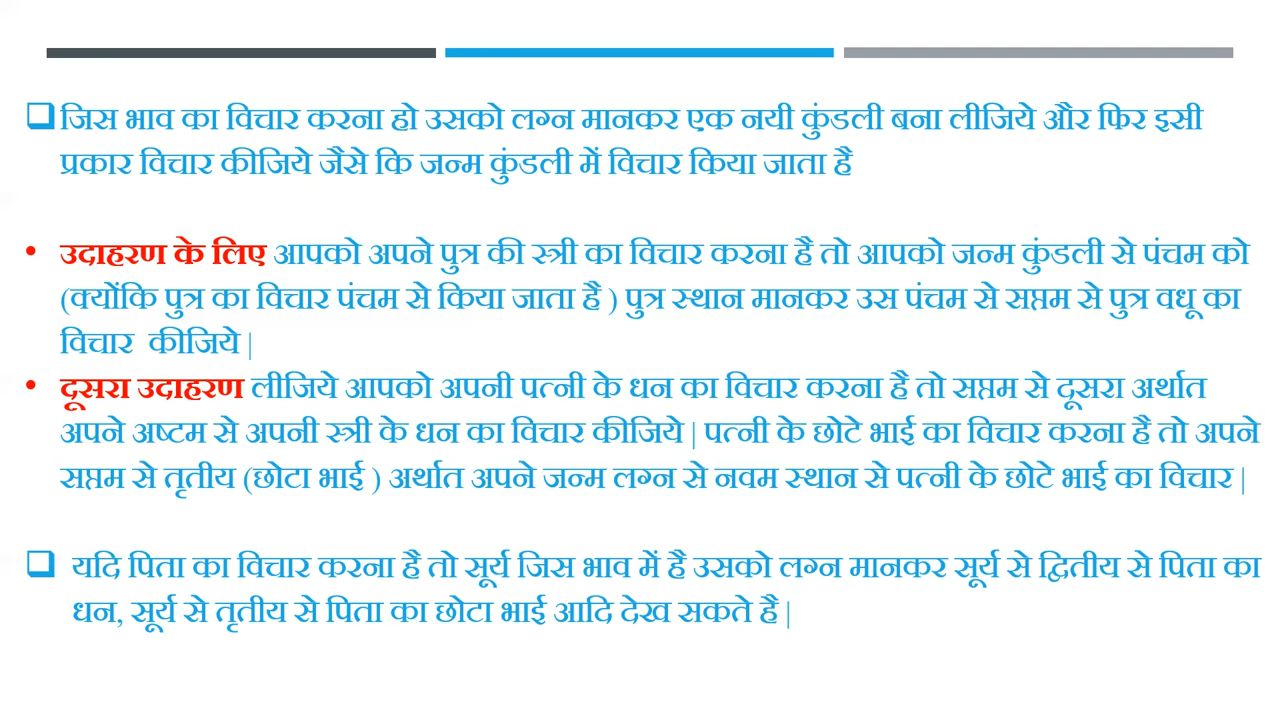 जिस भाव का विचार करना हो उसको लग्न मानकर एक नयी कुंडली बना लीजिये और फिर इसी
प्रकार विचार कीजिये जैसे कि जन्म कुंडली में विचार किया जाता है
• उदाहरण के लिए आपको अपने पुत्र की स्त्री का विचार करना है तो आपको जन्म कुंडली से पंचम को
(क्योंकि पुत्र का विचार पंचम से किया जाता है ) पुत्र स्थान मानकर उस पंचम से सप्तम से पुत्र वधू का
विचार कीजिये |
• दूसरा उदाहरण लीजिये आपको अपनी पत्नी के धन का विचार करना है तो सप्तम से दूसरा अर्थात
अपने अष्टम से अपनी स्त्री के धन का विचार कीजिये | पत्नी के छोटे भाई का विचार करना है तो अपने
सप्तम से तृतीय (छोटा भाई ) अर्थात अपने जन्म लग्न से नवम स्थान से पत्नी के छोटे भाई का विचार |
यदि पिता का विचार करना है तो सूर्य जिस भाव में है उसको लग्न मानकर सूर्य से द्वितीय से पिता का
धन, सूर्य से तृतीय से पिता का छोटा भाई आदि देख सकते है |